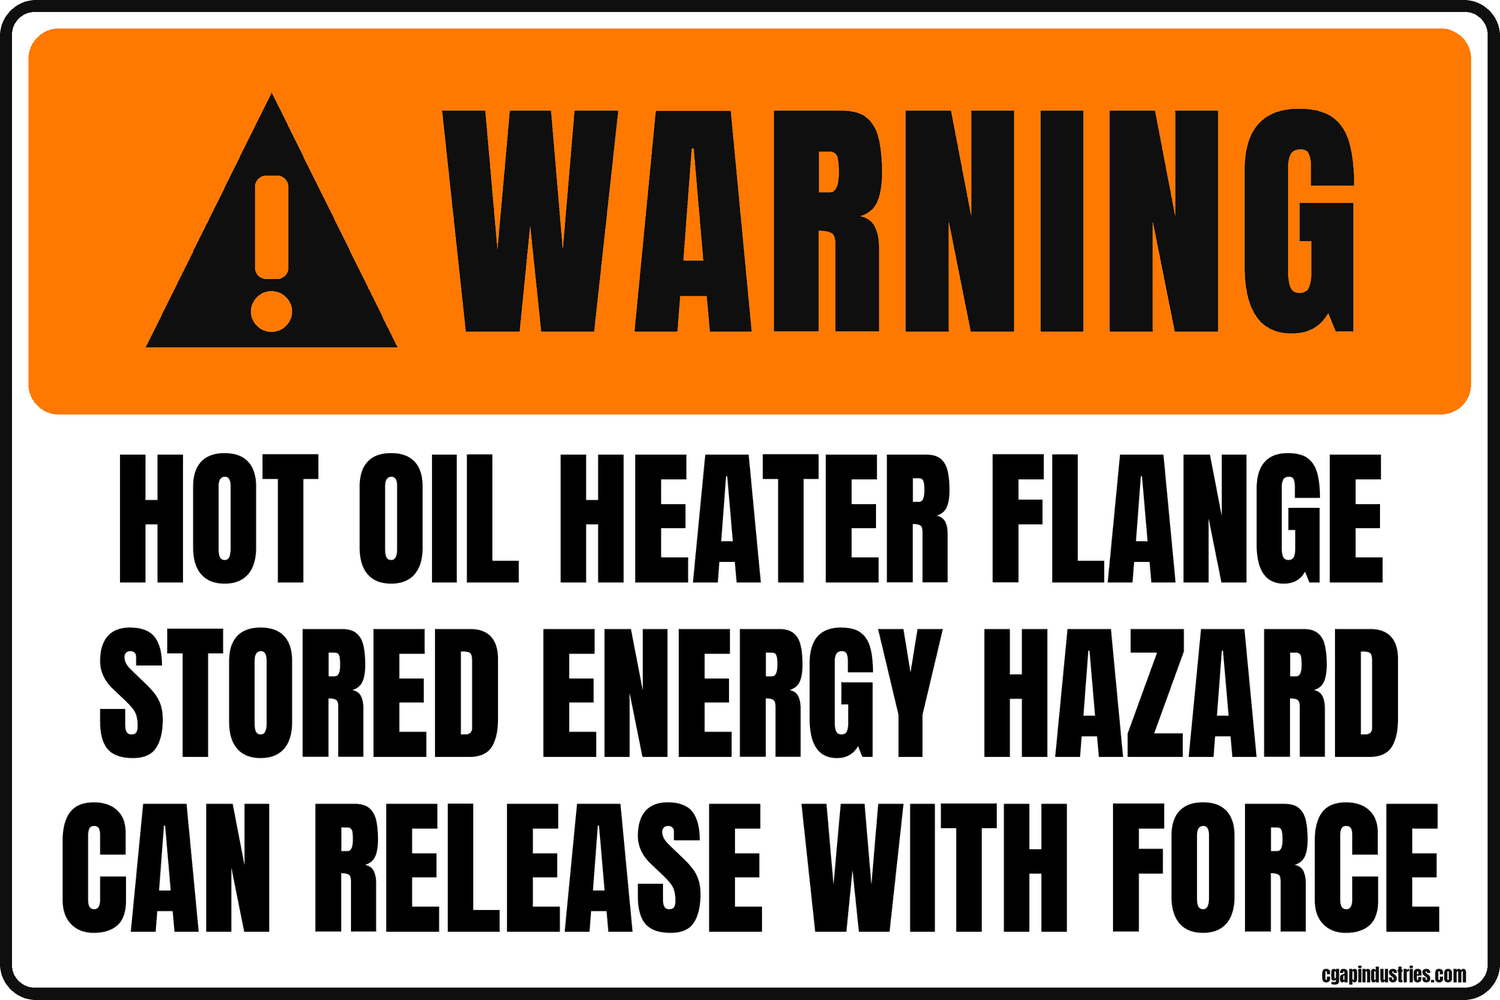 WARNING
HOT OIL HEATER FLANGE
STORED ENERGY HAZARD
CAN RELEASE WITH FORCE
cgapindustries.com